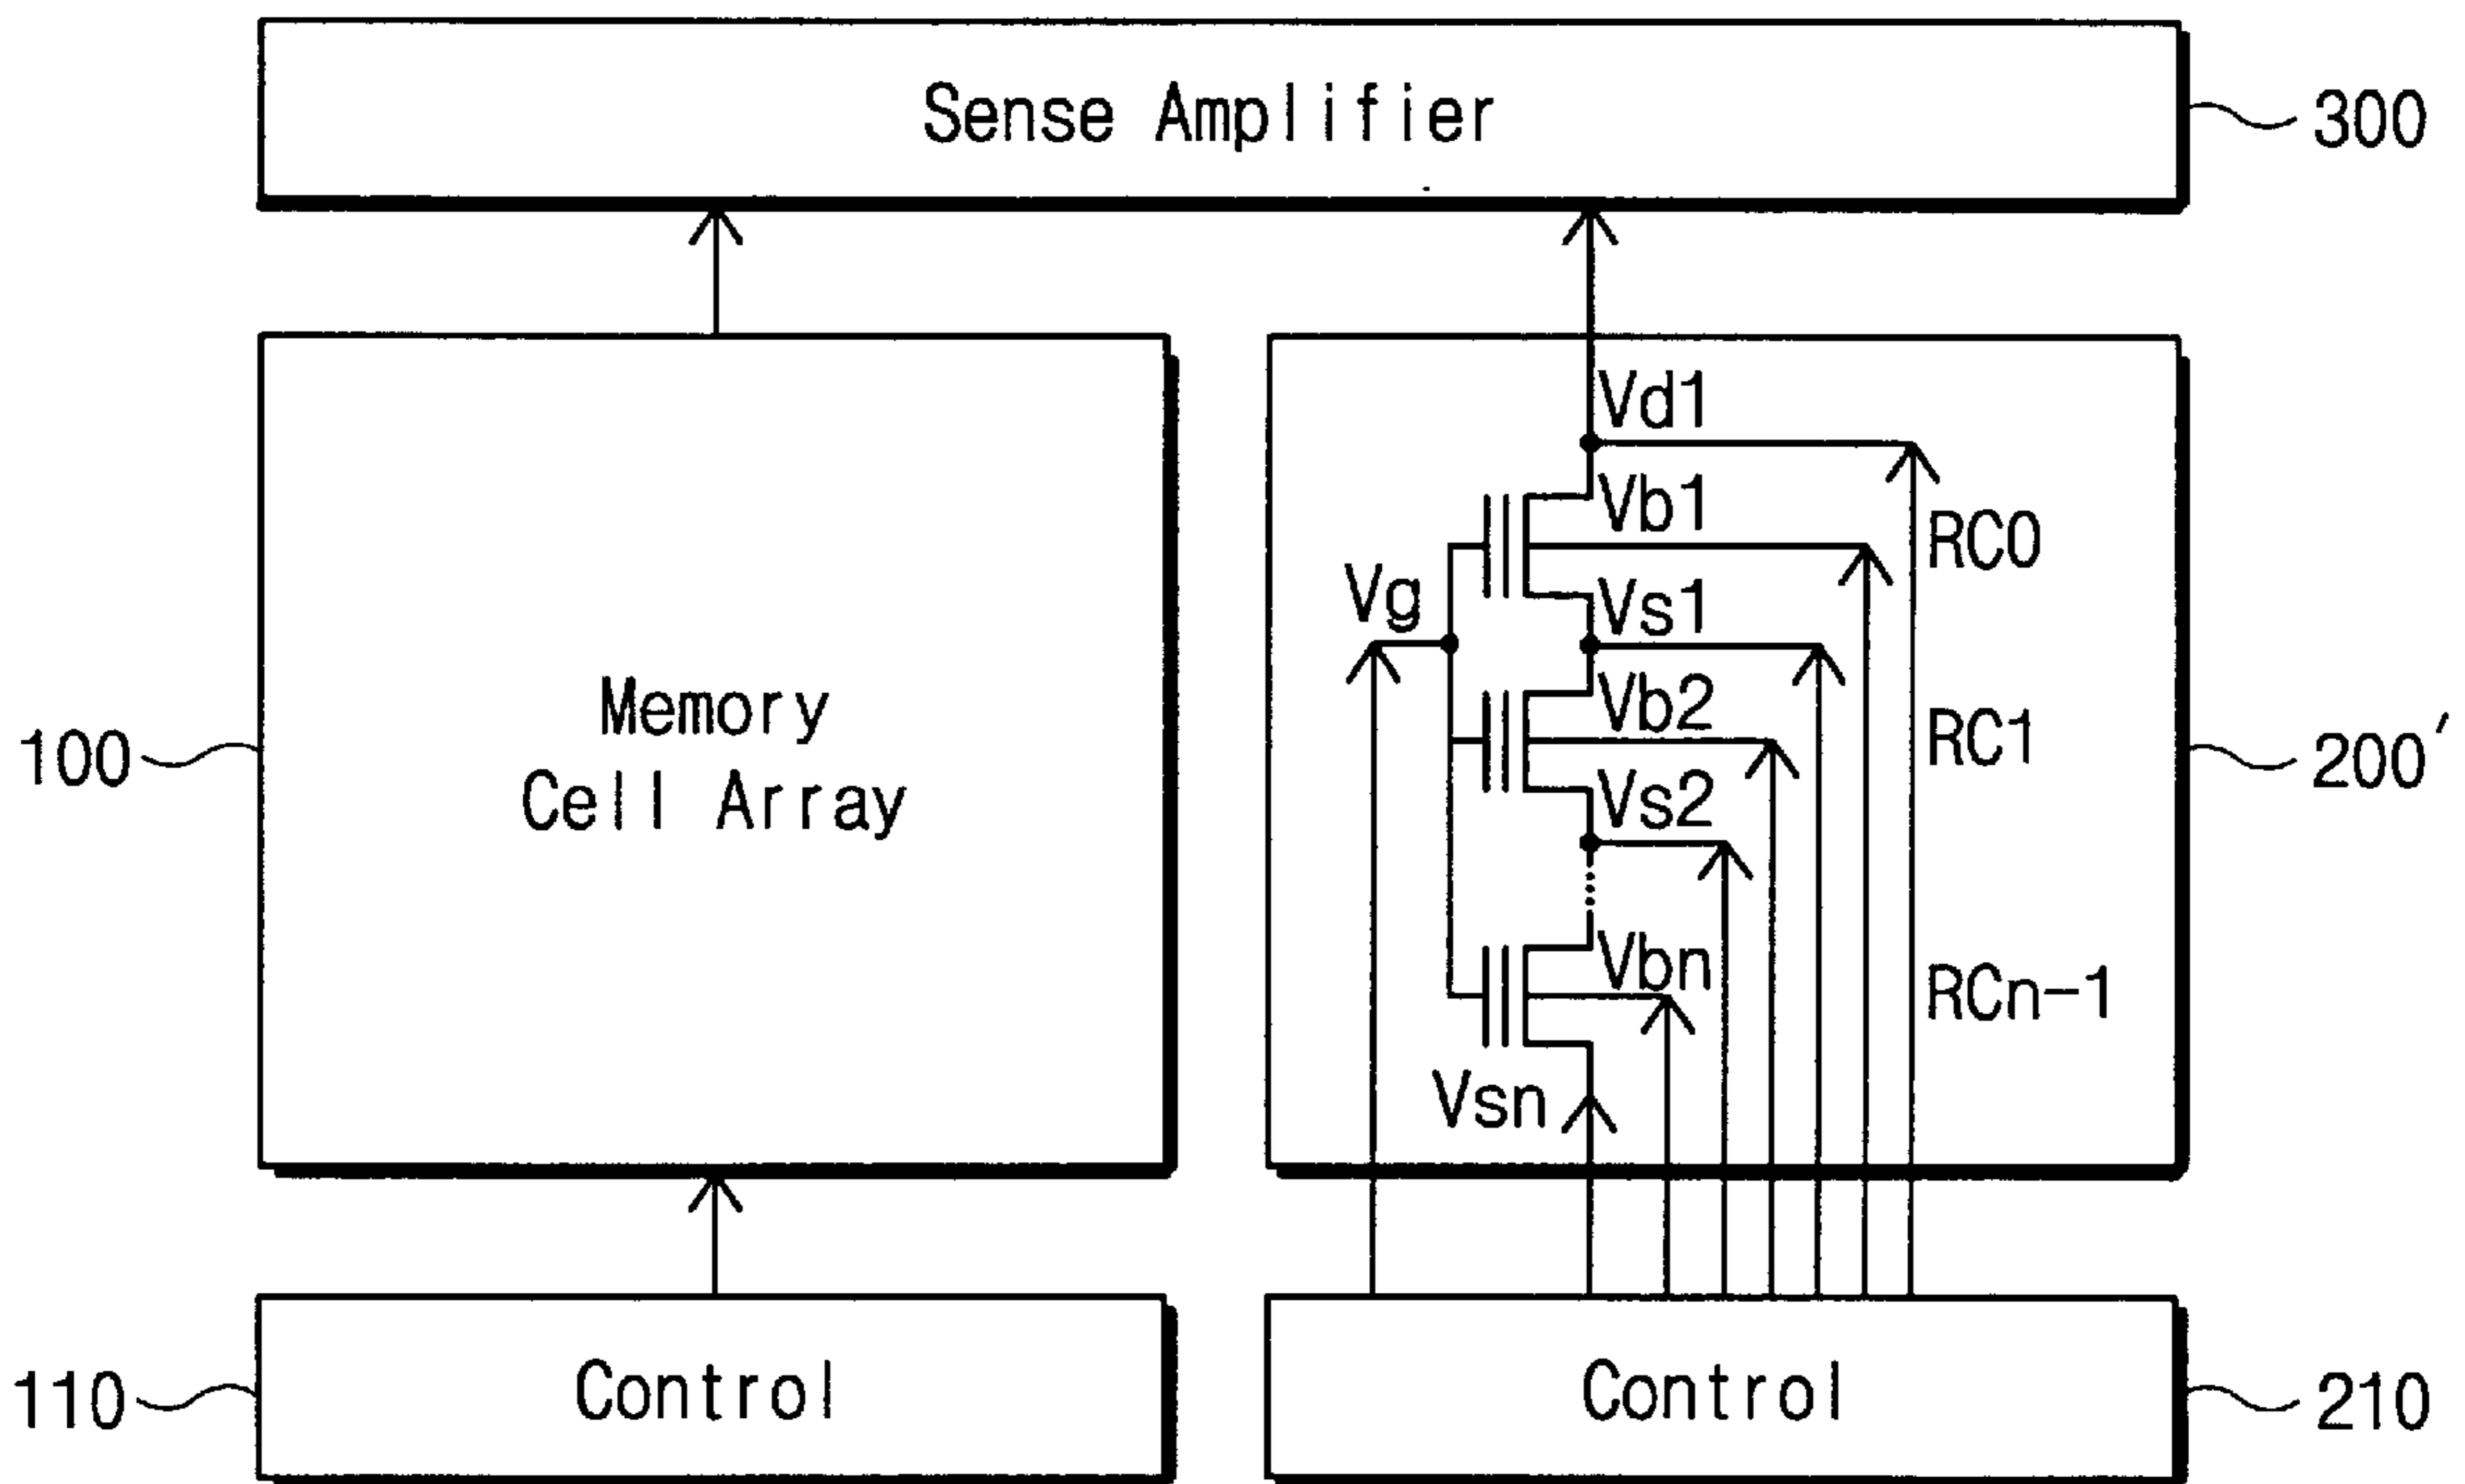 Sense Amplifier
300
Vd1
Vb1
RC0
Vg
Vs1
Memory
Cell Array
Vb2
RC1
100
200'
Vs2
Vbn
RCn-1
Vsn
Control
110
Control
210